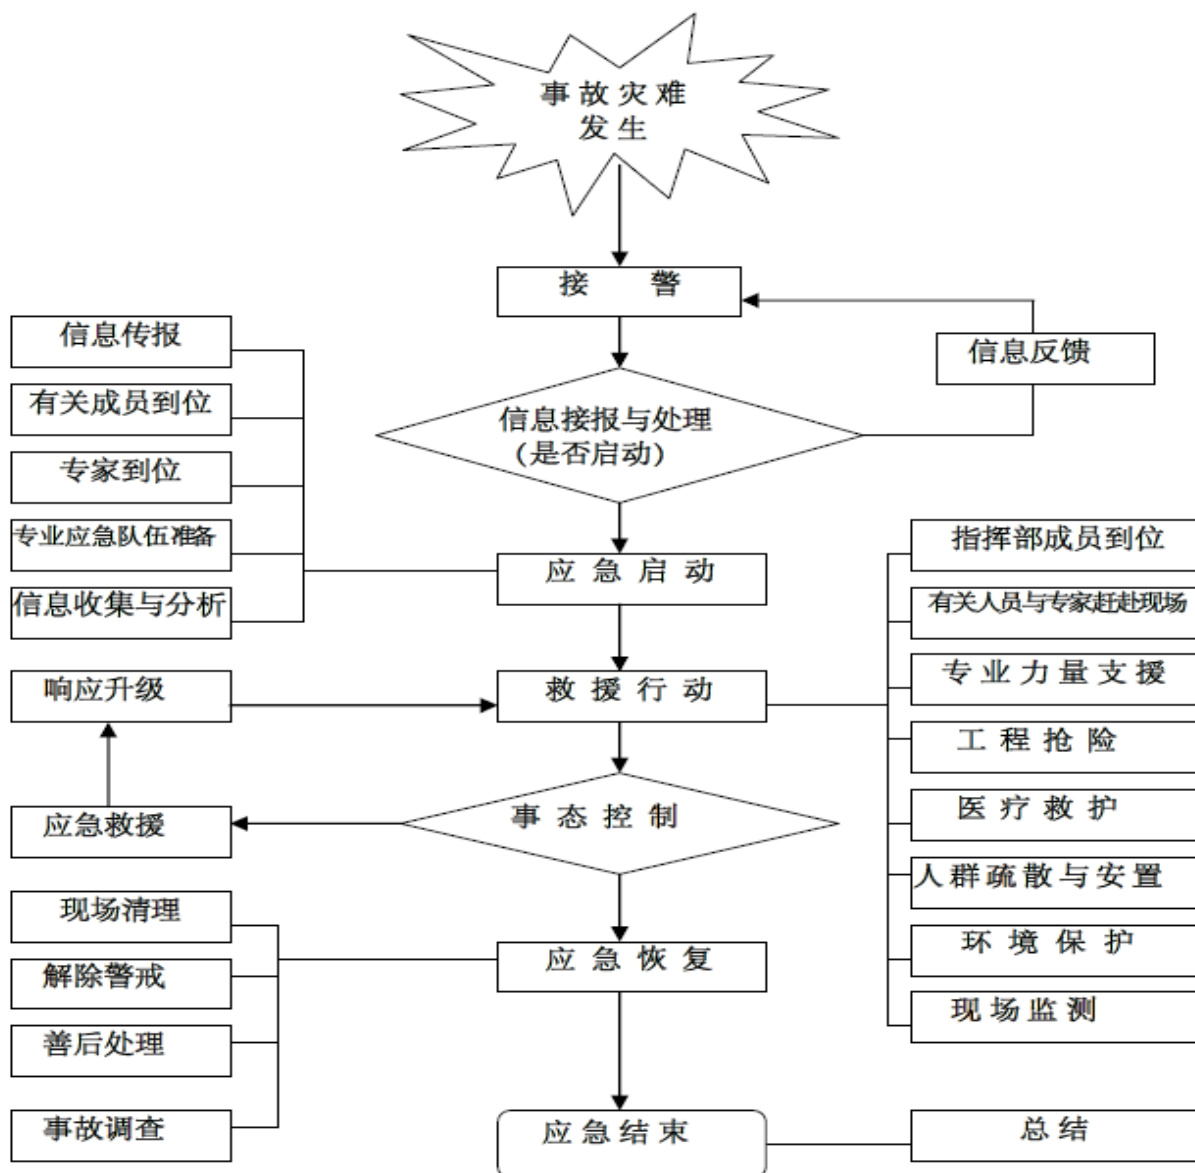 事故灾难
发生
接 警
信息传报
信息反馈
有关成员到位
信息接报与处理
(是否启动)
专家到位
专业应急队伍准备
指挥部成员到位
应急启动
信息收集与分析
有关人员与专家赶赴现场
响应升级
救援行动
专业力量支援
工程抢险
应急救援
事态控制
医疗救护
人群疏散与安置
现场清理
应急恢复
环境保护
解除警戒
现场监测
善后处理
事故调查
应急结束
总结